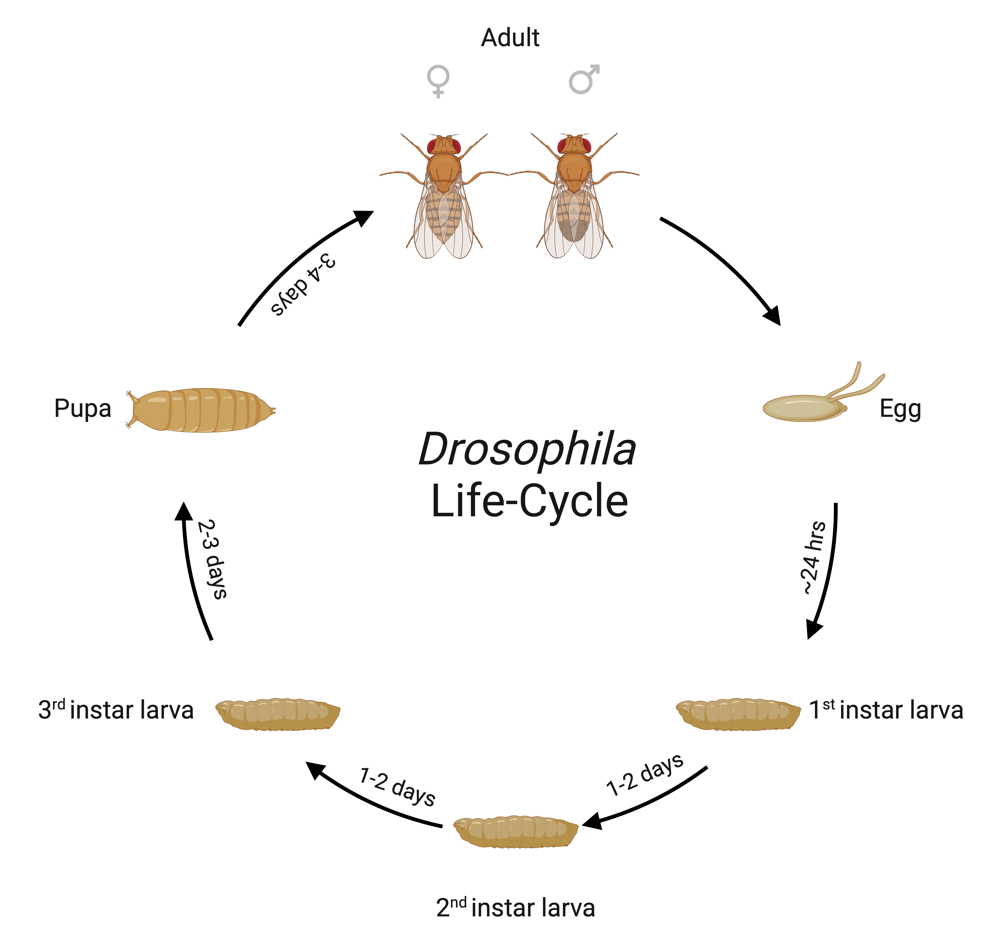 Adult
♀ ♂
3-4 days
Pupa
Egg
Drosophila
Life-Cycle
2-3 days
~24 hrs
3rd instar larva
1st instar larva
1-2 days
1-2 days
2nd instar larva